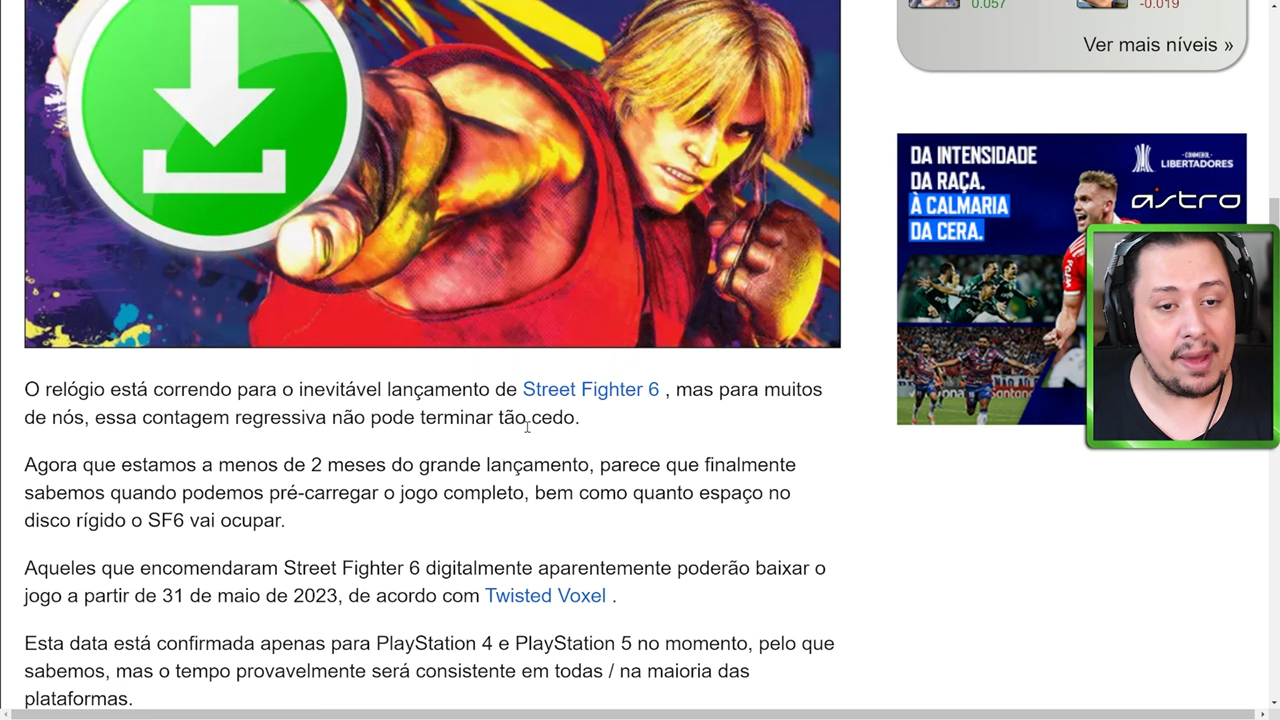 0.057
-0.019
Ver mais níveis »
DA INTENSIDADE
DA RAÇA.
À CALMARIA
DA CERA.
CONMEBOL
LIBERTADORES
astro
O relógio está correndo para o inevitável lançamento de Street Fighter 6 , mas para muitos
de nós, essa contagem regressiva não pode terminar tão cedo.
Agora que estamos a menos de 2 meses do grande lançamento, parece que finalmente
sabemos quando podemos pré-carregar o jogo completo, bem como quanto espaço no
disco rígido o SF6 vai ocupar.
Aqueles que encomendaram Street Fighter 6 digitalmente aparentemente poderão baixar o
jogo a partir de 31 de maio de 2023, de acordo com Twisted Voxel .
Esta data está confirmada apenas para PlayStation 4 e PlayStation 5 no momento, pelo que
sabemos, mas o tempo provavelmente será consistente em todas / na maioria das
plataformas.